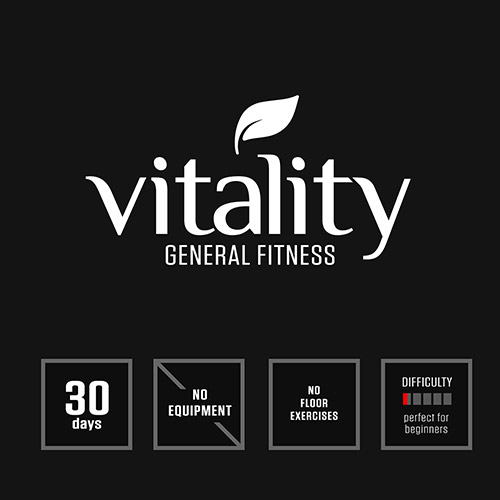 vitality
GENERAL FITNESS
30
days
NO
EQUIPMENT
NO
FLOOR
EXERCISES
DIFFICULTY
perfect for
beginners